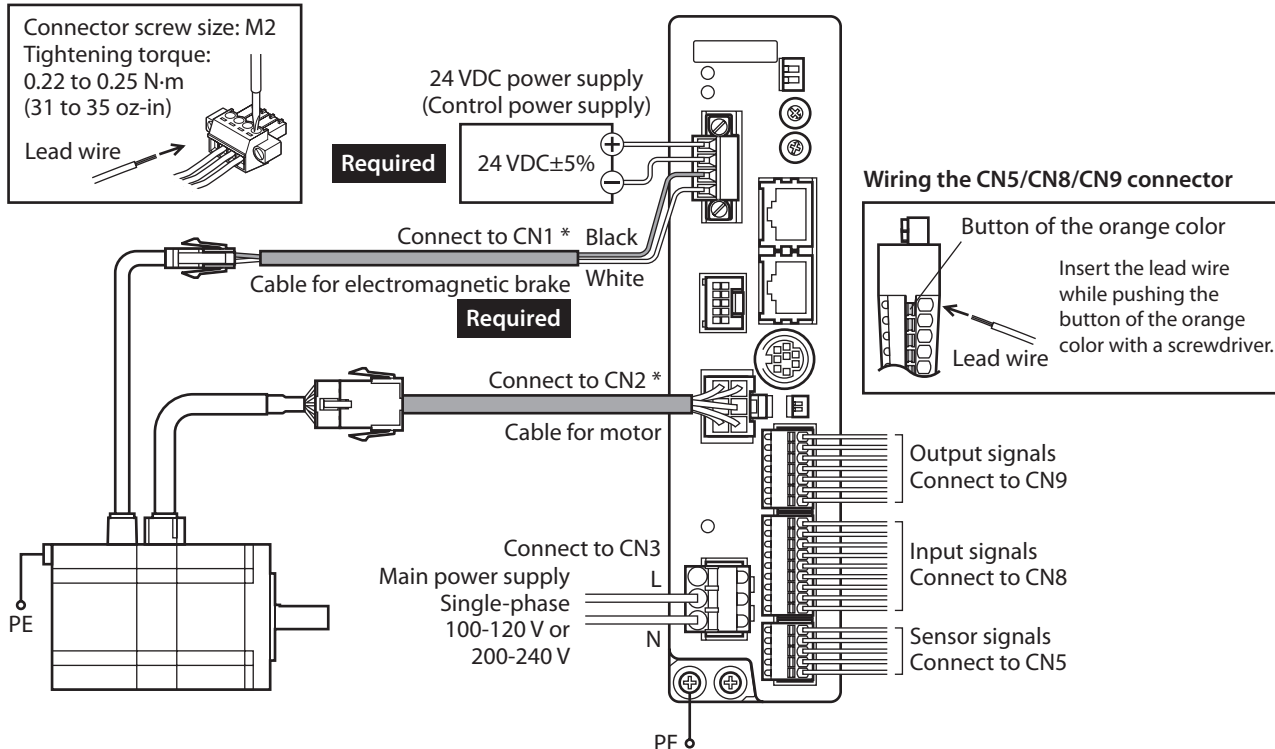 Connector screw size: M2
Tightening torque:
0.22 to 0.25 N·m
(31 to 35 oz-in)
Lead wire
24 VDC power supply
(Control power supply)
Required
24 VDC±5%
+
−
Connect to CN1 *
Black
White
Cable for electromagnetic brake
Required
Connect to CN2 *
Cable for motor
Wiring the CN5/CN8/CN9 connector
Button of the orange color
Insert the lead wire
while pushing the
button of the orange
color with a screwdriver.
Lead wire
Output signals
Connect to CN9
Input signals
Connect to CN8
Sensor signals
Connect to CN5
Connect to CN3
Main power supply
Single-phase
100-120 V or
200-240 V
L
N
PE
PE